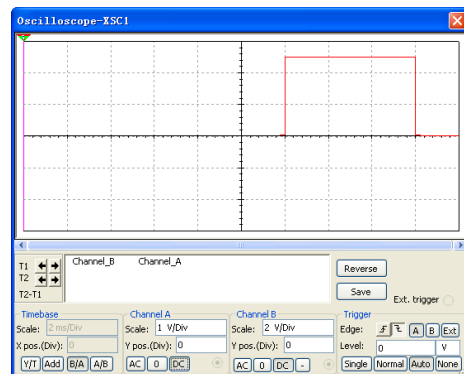 Oscilloscope-XSC1
T1
T2
T2-T1
Channel_B Channel_A
Reverse
Save
Ext. trigger
Timebase
Scale: 2 ms/Div
X pos.(Div): 0
Y/T Add B/A A/B
Channel A
Scale: 1 V/Div
Y pos.(Div): 0
AC 0 DC
Channel B
Scale: 2 V/Div
Y pos.(Div): 0
AC 0 DC -
Trigger
Edge: A B Ext
Level: 0 V
Single Normal Auto None